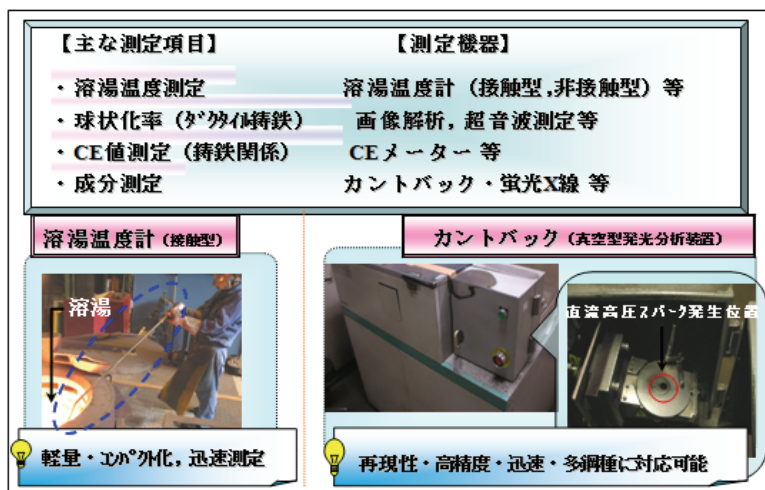 【主な測定項目】 【測定機器】
・溶湯温度測定 溶湯温度計（接触型,非接触型）等
・球状化率（ﾀﾞｸﾀｲﾙ鋳鉄） 画像解析，超音波測定等
・CE値測定（鋳鉄関係） CEメーター 等
・成分測定 カントバック・蛍光X線 等
溶湯温度計（接触型）
カントバック（真空型発光分析装置）
溶湯
直流高圧ｽﾊﾟｰｸ発生位置
軽量・ｺﾝﾊﾟｸﾄ化，迅速測定
再現性・高精度・迅速・多鋼種に対応可能